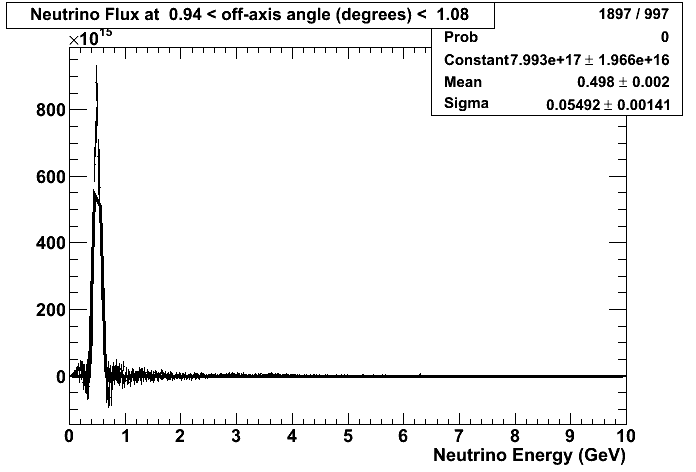 Neutrino Flux at 0.94 < off-axis angle (degrees) < 1.08
1897 / 997
Prob 0
Constant 7.993e+17 ± 1.966e+16
Mean 0.498 ± 0.002
Sigma 0.05492 ± 0.00141
×10^15
800
600
400
200
0
0 1 2 3 4 5 6 7 8 9 10
Neutrino Energy (GeV)